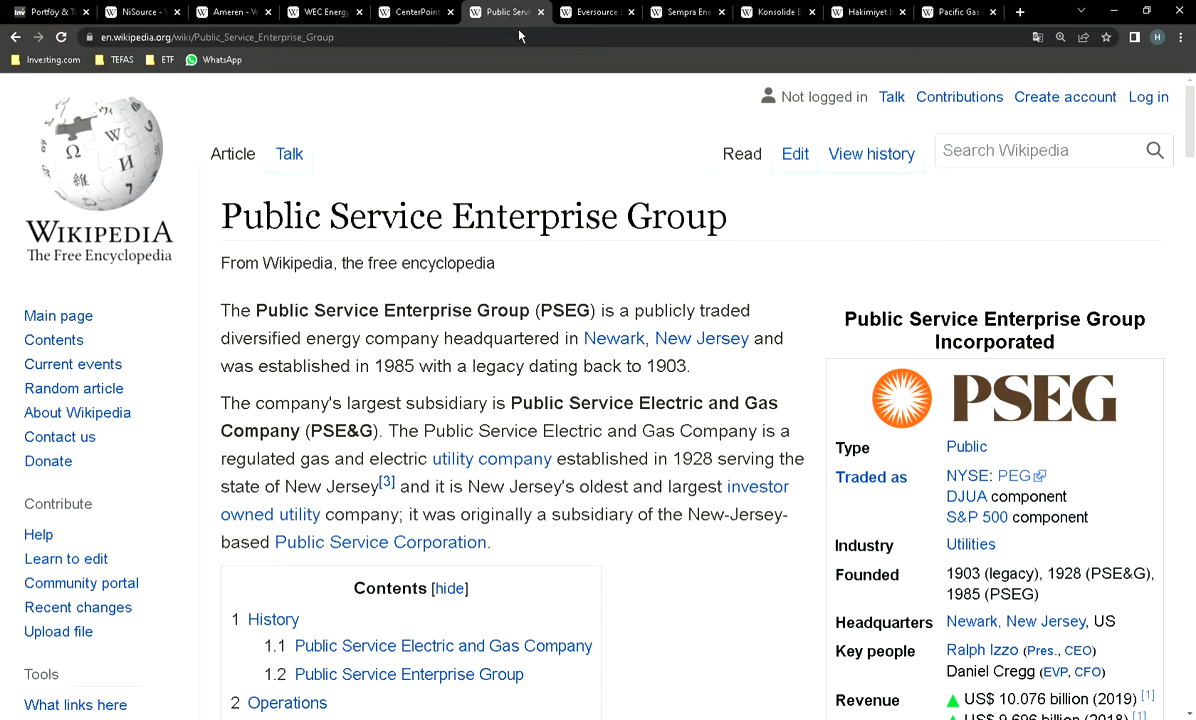 Portföy & T
NiSource -
Ameren - W
WEC Energy
CenterPoint
Public Servi
Eversource
Sempra Ene
Konsolide E
Hakimiyet E
Pacific Gas
en.wikipedia.org/wiki/Public_Service_Enterprise_Group
H
Investing.com
TEFAS
ETF
WhatsApp
Not logged in Talk Contributions Create account Log in
Article Talk
Read Edit View history
Search Wikipedia
WIKIPEDIA
The Free Encyclopedia
Public Service Enterprise Group
From Wikipedia, the free encyclopedia
Main page
Contents
Current events
Random article
About Wikipedia
Contact us
Donate
Contribute
Help
Learn to edit
Community portal
Recent changes
Upload file
Tools
What links here
The Public Service Enterprise Group (PSEG) is a publicly traded
diversified energy company headquartered in Newark, New Jersey and
was established in 1985 with a legacy dating back to 1903.
The company's largest subsidiary is Public Service Electric and Gas
Company (PSE&G). The Public Service Electric and Gas Company is a
regulated gas and electric utility company established in 1928 serving the
state of New Jersey[3] and it is New Jersey's oldest and largest investor
owned utility company; it was originally a subsidiary of the New-Jersey-
based Public Service Corporation.
Contents [hide]
1 History
1.1 Public Service Electric and Gas Company
1.2 Public Service Enterprise Group
2 Operations
Public Service Enterprise Group
Incorporated
PSEG
Type Public
Traded as NYSE: PEG
DJUA component
S&P 500 component
Industry Utilities
Founded 1903 (legacy), 1928 (PSE&G),
1985 (PSEG)
Headquarters Newark, New Jersey, US
Key people Ralph Izzo (Pres., CEO)
Daniel Cregg (EVP, CFO)
Revenue US$ 10.076 billion (2019) [1]
US$ 9.696 billion (2018) [1]